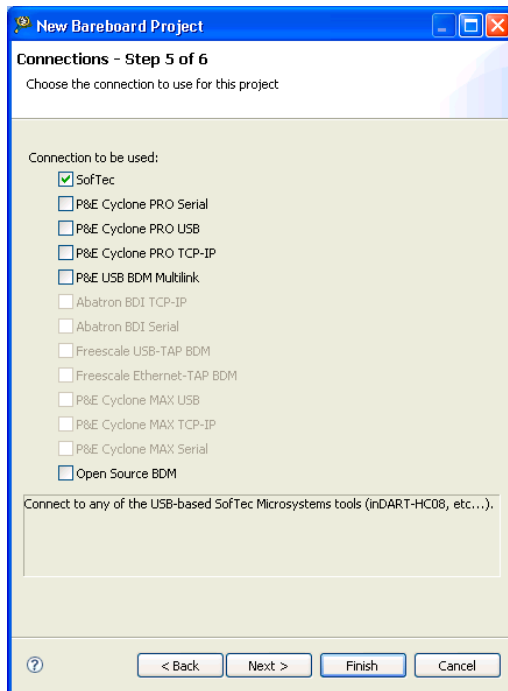 New Bareboard Project
Connections - Step 5 of 6
Choose the connection to use for this project
Connection to be used:
SofTec
P&E Cyclone PRO Serial
P&E Cyclone PRO USB
P&E Cyclone PRO TCP-IP
P&E USB BDM Multilink
Abatron BDI TCP-IP
Abatron BDI Serial
Freescale USB-TAP BDM
Freescale Ethernet-TAP BDM
P&E Cyclone MAX USB
P&E Cyclone MAX TCP-IP
P&E Cyclone MAX Serial
Open Source BDM
Connect to any of the USB-based SofTec Microsystems tools (inDART-HC08, etc...).
? < Back Next > Finish Cancel